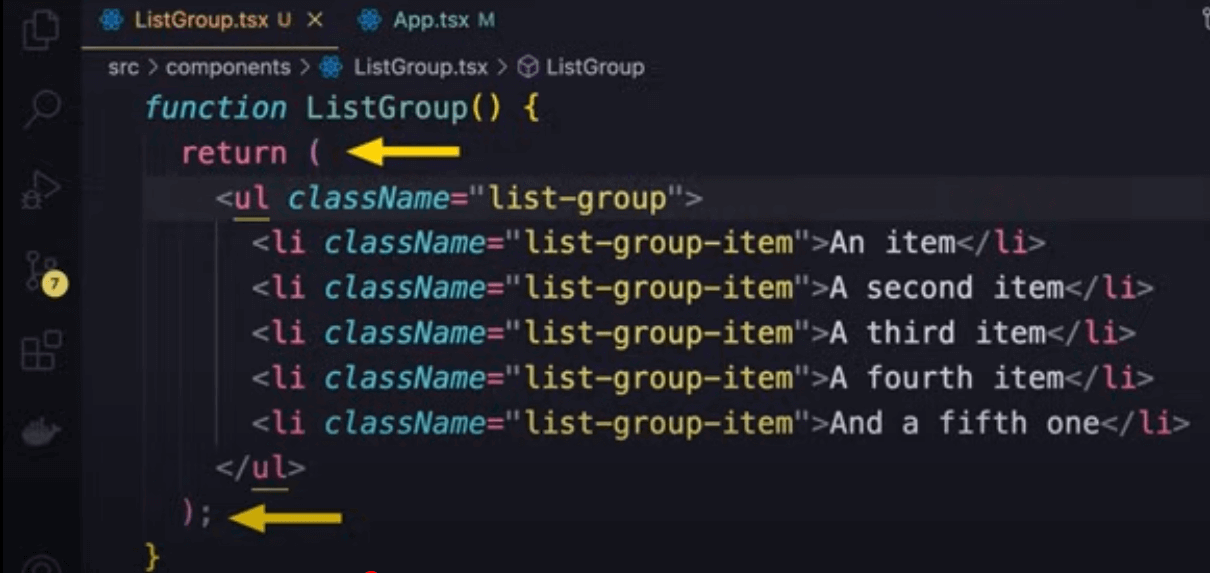 ListGroup.tsx U × App.tsx M
src > components > ListGroup.tsx > ListGroup
function ListGroup() {
return (
<ul className="list-group">
<li className="list-group-item">An item</li>
<li className="list-group-item">A second item</li>
<li className="list-group-item">A third item</li>
<li className="list-group-item">A fourth item</li>
<li className="list-group-item">And a fifth one</li>
</ul>
);
}
7